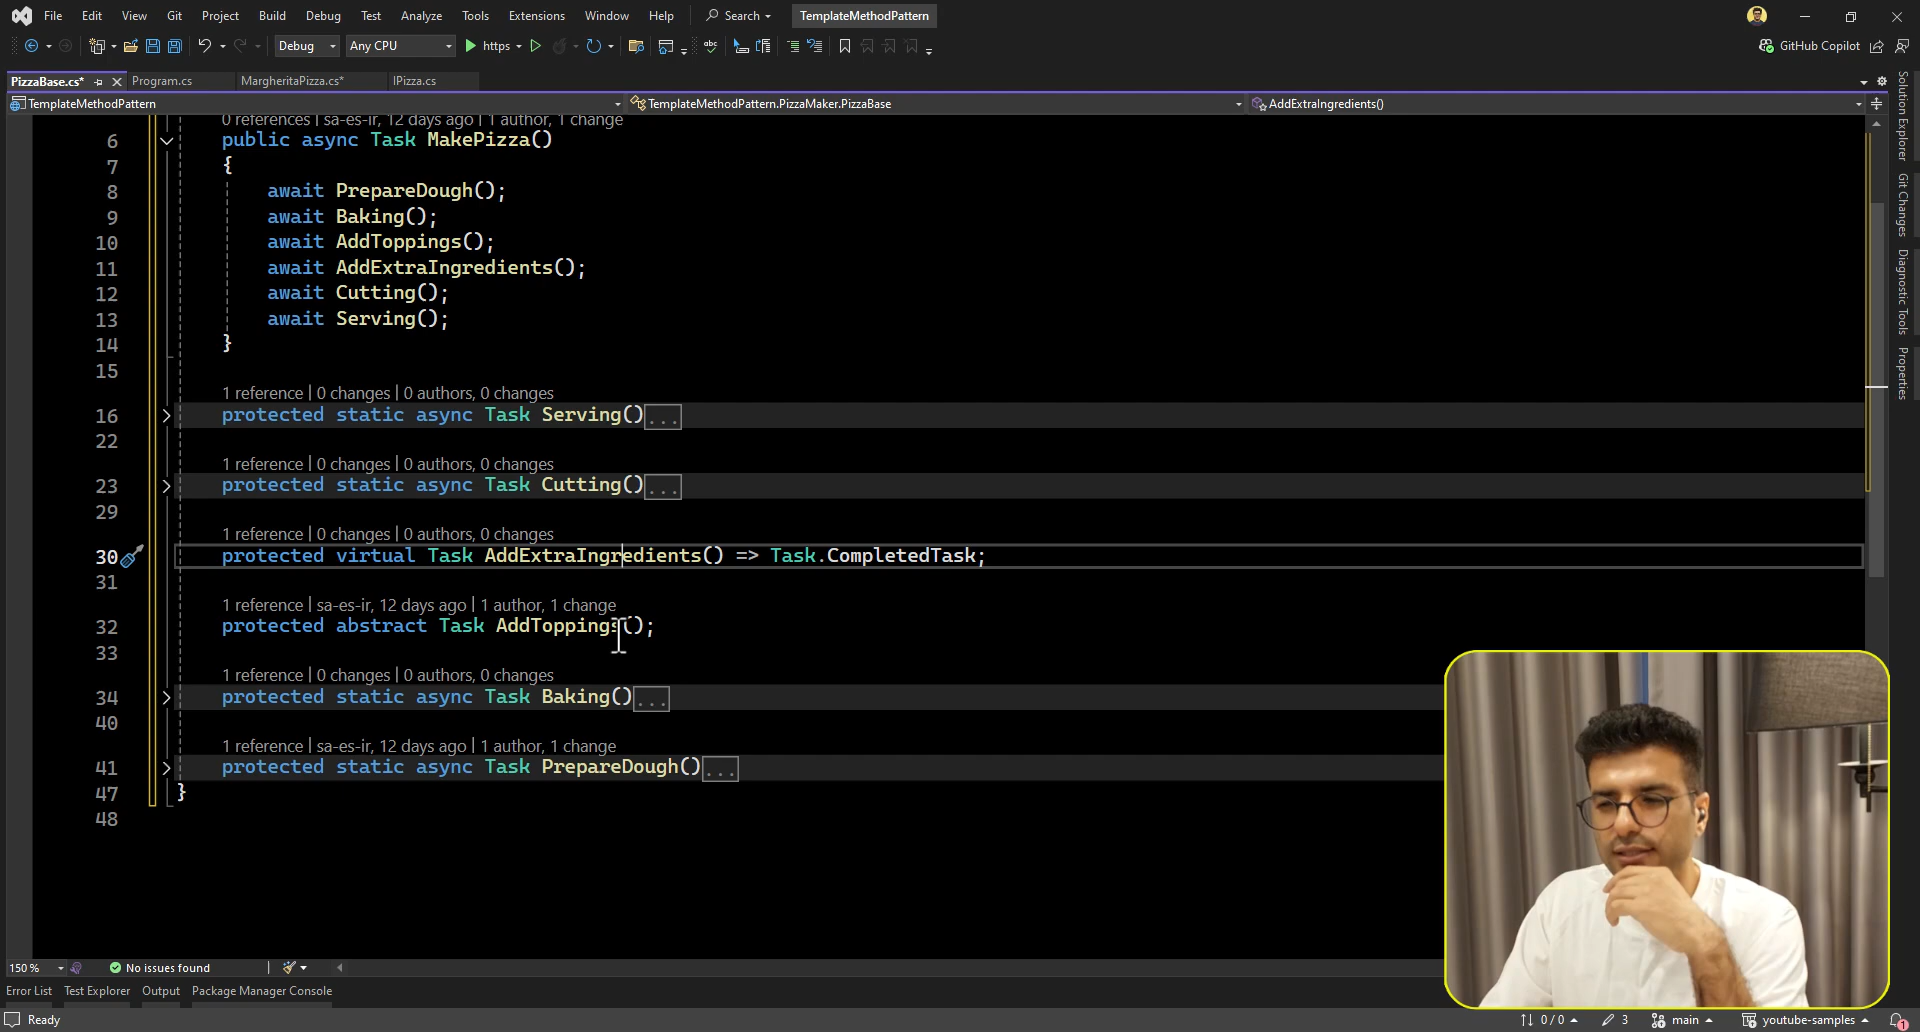 File Edit View Git Project Build Debug Test Analyze Tools Extensions Window Help Search TemplateMethodPattern
Debug Any CPU https GitHub Copilot
PizzaBase.cs* Program.cs MargheritaPizza.cs* IPizza.cs
TemplateMethodPattern TemplateMethodPattern.PizzaMaker.PizzaBase AddExtraIngredients()
0 references | sa-es-ir, 12 days ago | 1 author, 1 change
6 public async Task MakePizza()
7 {
8 await PrepareDough();
9 await Baking();
10 await AddToppings();
11 await AddExtraIngredients();
12 await Cutting();
13 await Serving();
14 }
15
1 reference | 0 changes | 0 authors, 0 changes
16 protected static async Task Serving()...
22
1 reference | 0 changes | 0 authors, 0 changes
23 protected static async Task Cutting()...
29
1 reference | 0 changes | 0 authors, 0 changes
30 protected virtual Task AddExtraIngredients() => Task.CompletedTask;
31
1 reference | sa-es-ir, 12 days ago | 1 author, 1 change
32 protected abstract Task AddToppings();
33
1 reference | 0 changes | 0 authors, 0 changes
34 protected static async Task Baking()...
40
1 reference | sa-es-ir, 12 days ago | 1 author, 1 change
41 protected static async Task PrepareDough()...
47 }
48
Solution Explorer
Git Changes
Diagnostic Tools
Properties
150 % No issues found
Error List Test Explorer Output Package Manager Console
Ready 0 / 0 3 main youtube-samples 1